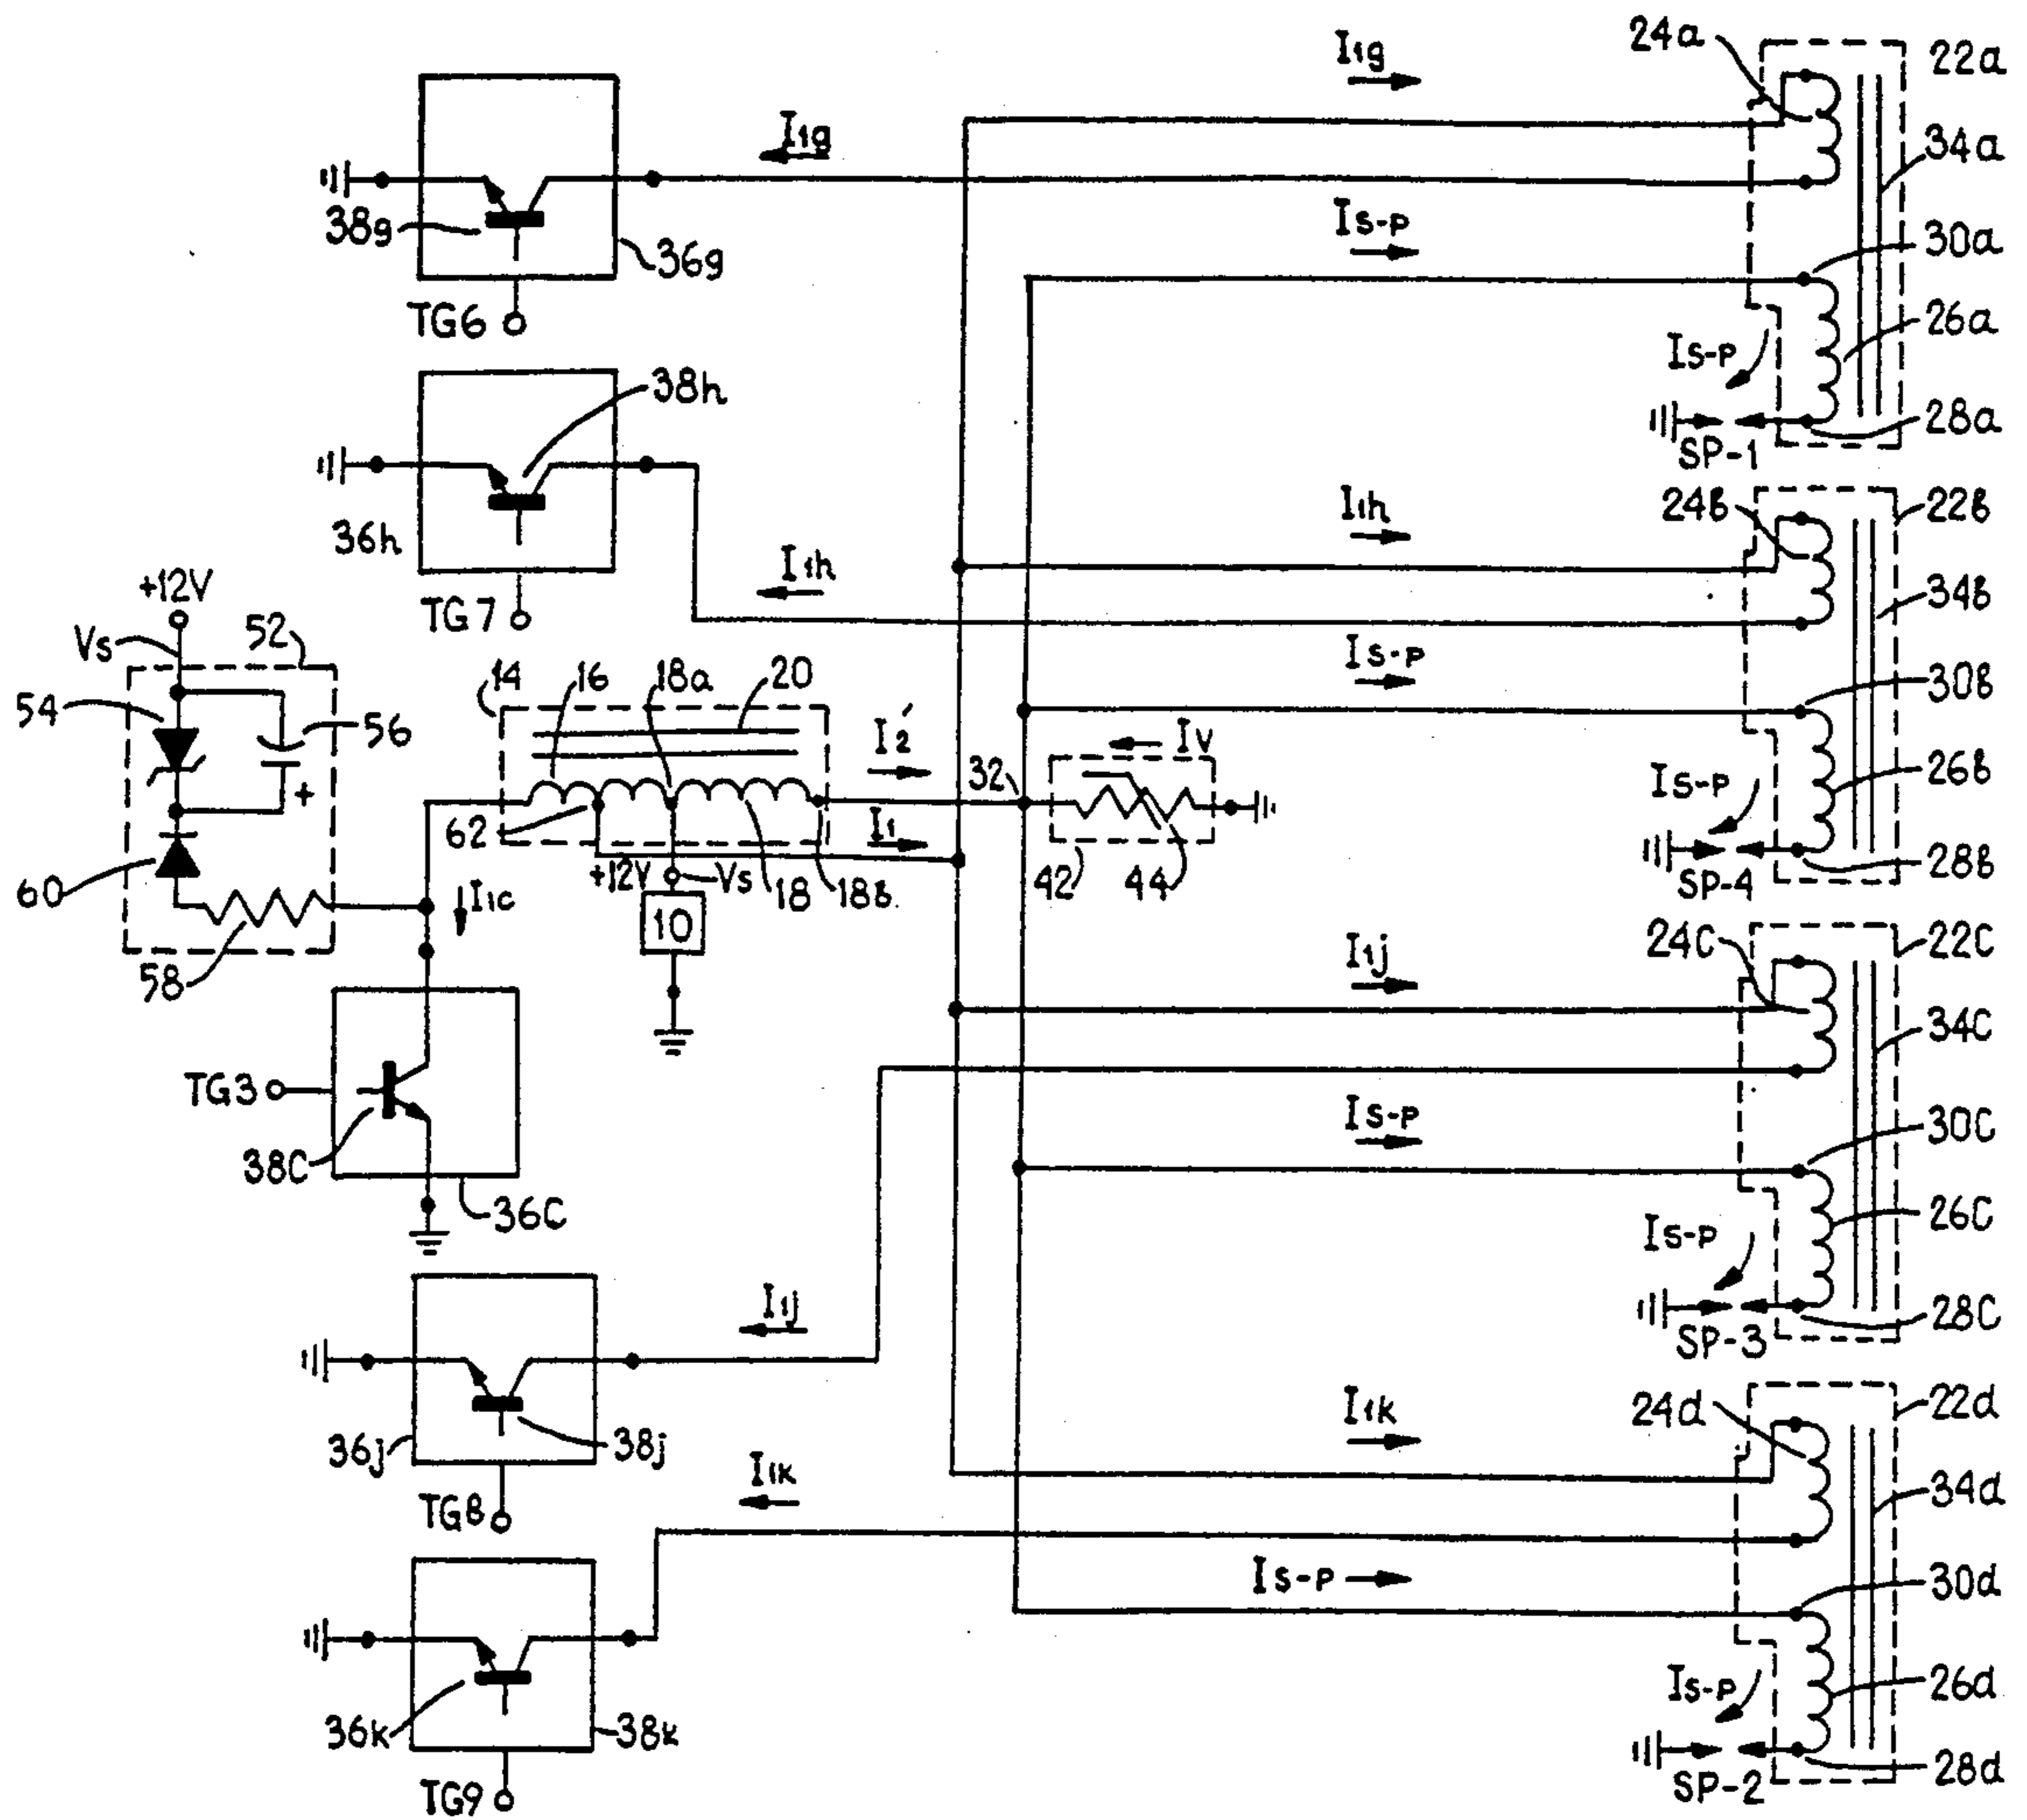 24a
I1g
22a
34a
I1g
38g
36g
Is-p
30a
TG6
26a
Is-p
38h
28a
SP-1
36h
I1h
24b
22b
I1h
+12V
TG7
34b
Vs
52
Is-p
30b
54
56
14
16
18a
20
I2'
Iv
32
26b
+
Is-p
62
I1
60
I1c
+12V
Vs
18
18b
42
44
SP-4
28b
10
58
I1j
24C
22C
34C
TG3
Is-p
30C
38C
36C
26C
Is-p
I1j
SP-3
28C
I1k
24d
22d
36j
38j
I1k
34d
TG8
Is-p
30d
36k
38k
Is-p
26d
TG9
SP-2
28d